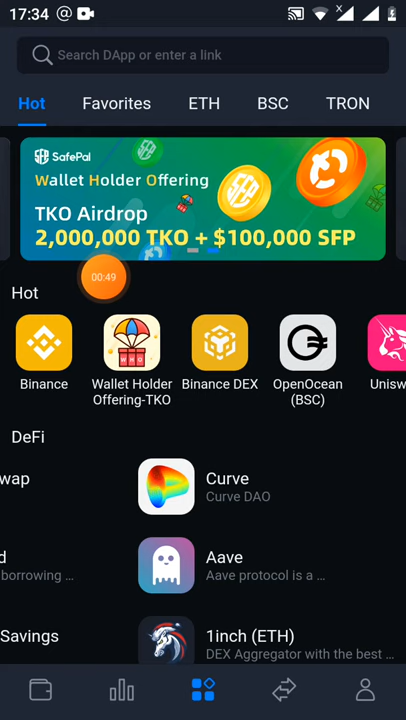 17:34
Search DApp or enter a link
Hot Favorites ETH BSC TRON
SFP SafePal
Wallet Holder Offering
TKO Airdrop
2,000,000 TKO + $100,000 SFP
00:49
Hot
Binance
Wallet Holder
Offering-TKO
Binance DEX
OpenOcean
(BSC)
Unisw
DeFi
wap
Curve
Curve DAO
d
borrowing ...
Aave
Aave protocol is a ...
Savings
1inch (ETH)
DEX Aggregator with the best ...